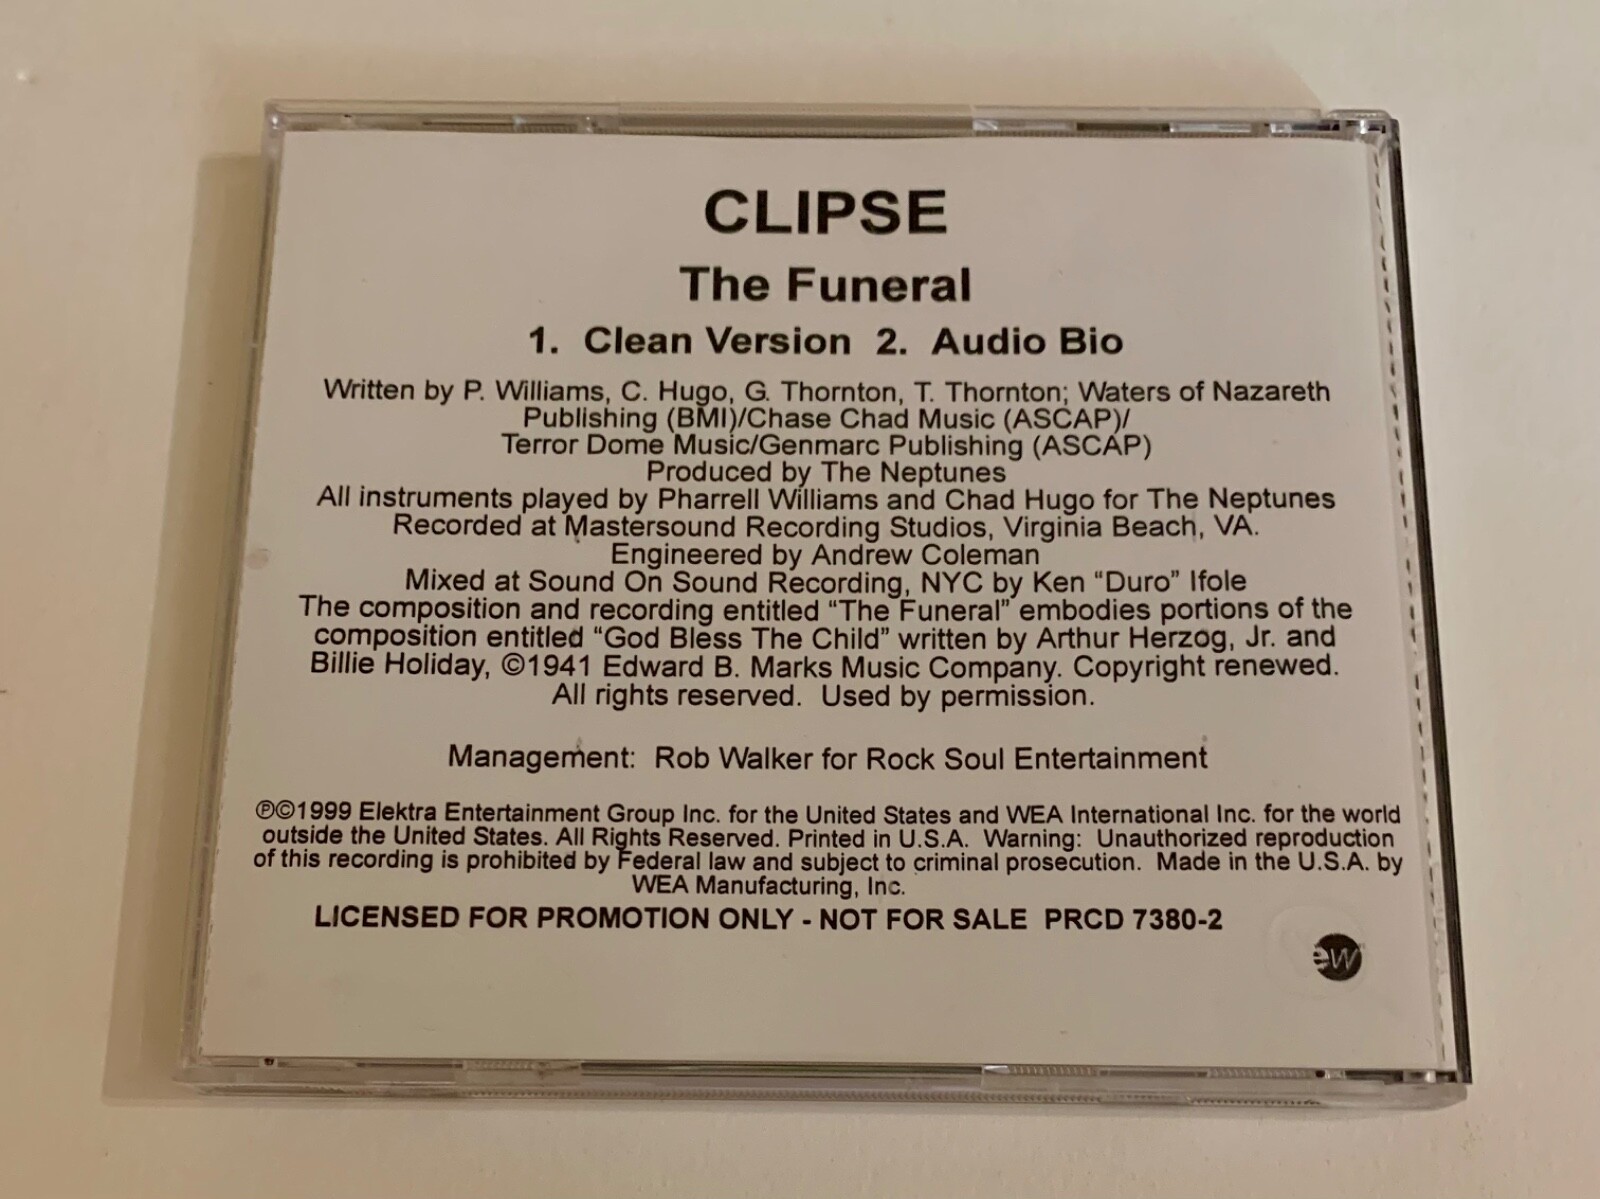 CLIPSE
The Funeral
1. Clean Version 2. Audio Bio
Written by P. Williams, C. Hugo, G. Thornton, T. Thornton; Waters of Nazareth
Publishing (BMI)/Chase Chad Music (ASCAP)/
Terror Dome Music/Genmarc Publishing (ASCAP)
Produced by The Neptunes
All instruments played by Pharrell Williams and Chad Hugo for The Neptunes
Recorded at Mastersound Recording Studios, Virginia Beach, VA.
Engineered by Andrew Coleman
Mixed at Sound On Sound Recording, NYC by Ken “Duro” Ifole
The composition and recording entitled “The Funeral” embodies portions of the
composition entitled “God Bless The Child” written by Arthur Herzog, Jr. and
Billie Holiday, ©1941 Edward B. Marks Music Company. Copyright renewed.
All rights reserved. Used by permission.
Management: Rob Walker for Rock Soul Entertainment
℗©1999 Elektra Entertainment Group Inc. for the United States and WEA International Inc. for the world
outside the United States. All Rights Reserved. Printed in U.S.A. Warning: Unauthorized reproduction
of this recording is prohibited by Federal law and subject to criminal prosecution. Made in the U.S.A. by
WEA Manufacturing, Inc.
LICENSED FOR PROMOTION ONLY - NOT FOR SALE PRCD 7380-2
ew